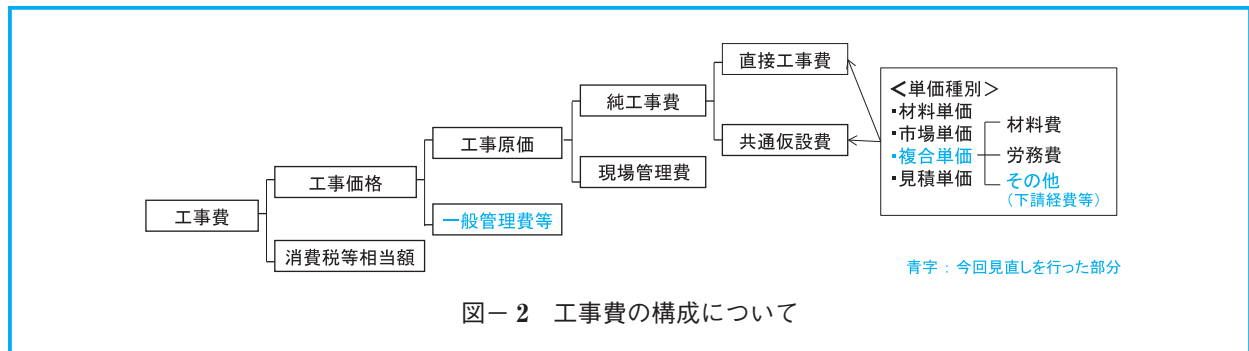 工事費
工事価格
消費税等相当額
工事原価
一般管理費等
純工事費
現場管理費
直接工事費
共通仮設費
<単価種別>
・材料単価
・市場単価
・複合単価
・見積単価
材料費
労務費
その他
(下請経費等)
青字：今回見直しを行った部分
図－2　工事費の構成について